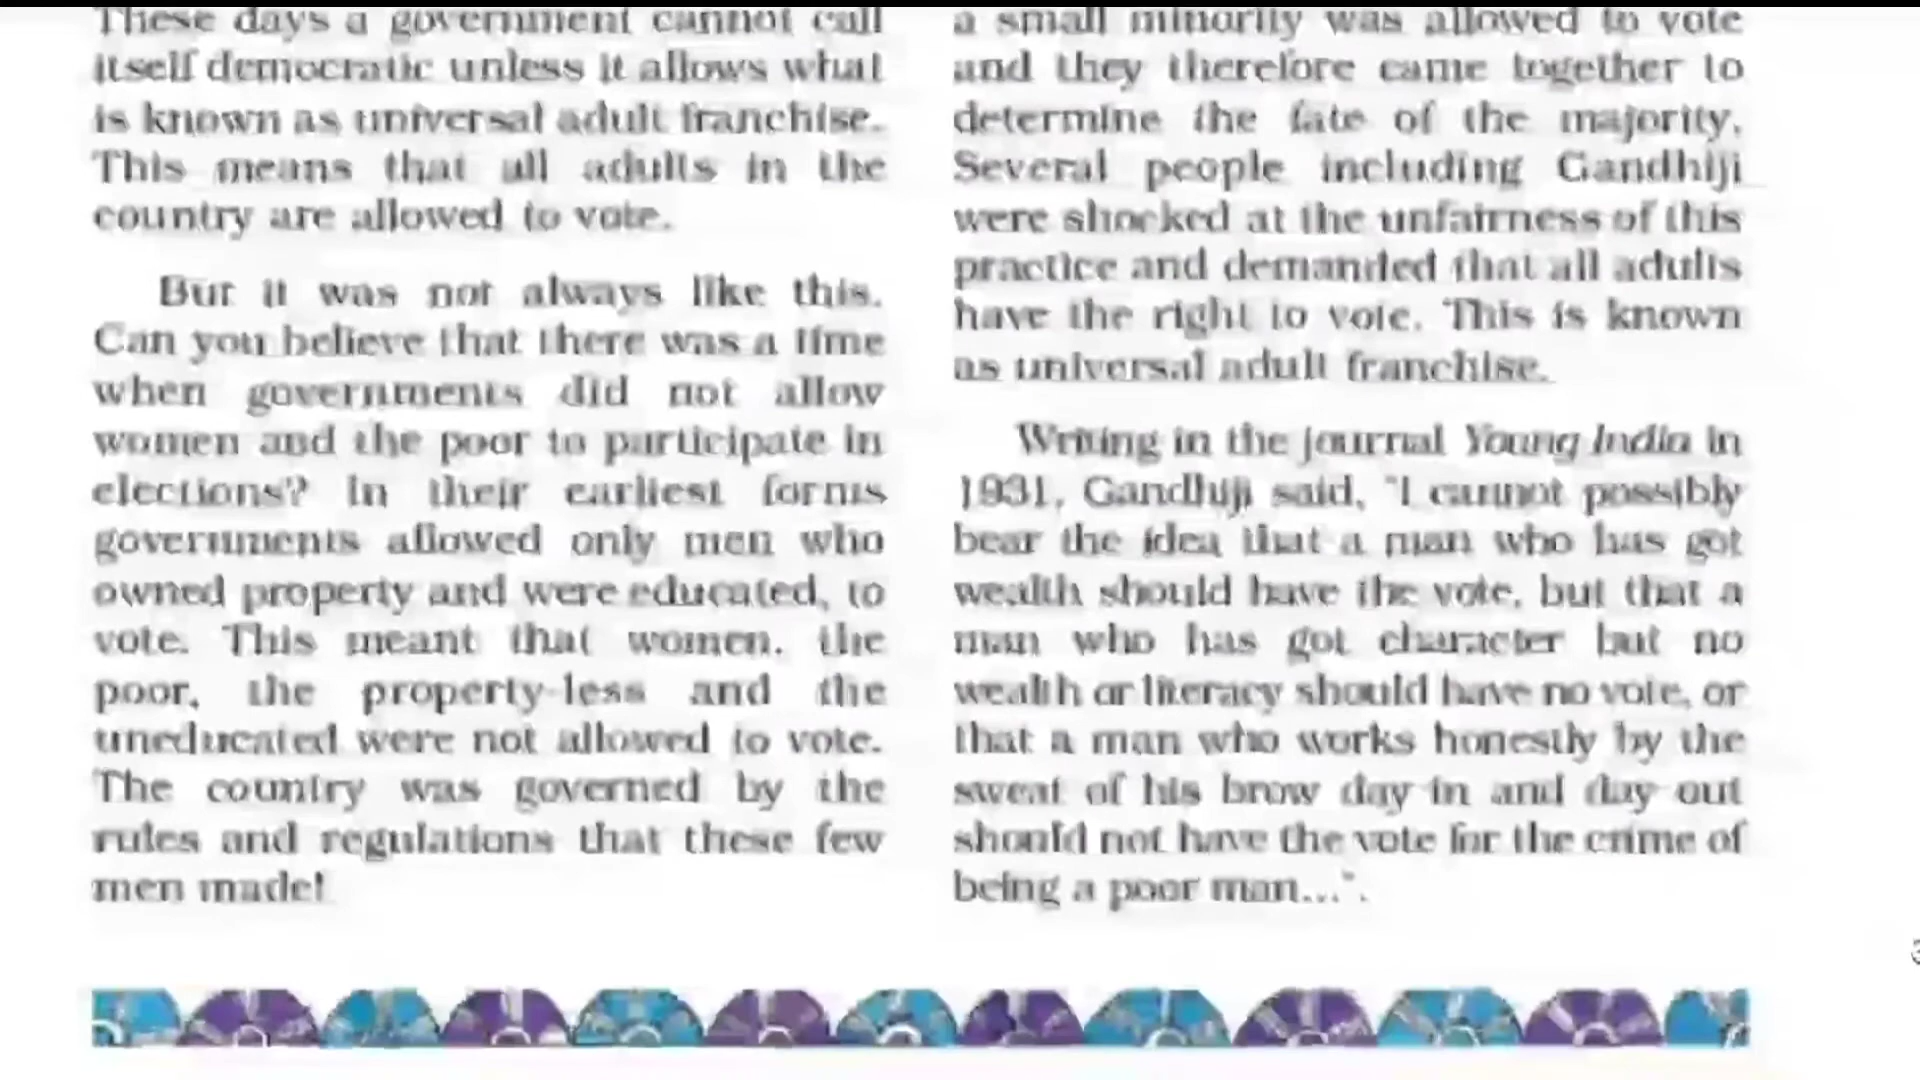 These days a government cannot call
itself democratic unless it allows what
is known as universal adult franchise.
This means that all adults in the
country are allowed to vote.
But it was not always like this.
Can you believe that there was a time
when governments did not allow
women and the poor to participate in
elections? In their earliest forms
governments allowed only men who
owned property and were educated, to
vote. This meant that women, the
poor, the property-less and the
uneducated were not allowed to vote.
The country was governed by the
rules and regulations that these few
men made!
a small minority was allowed to vote
and they therefore came together to
determine the fate of the majority.
Several people including Gandhiji
were shocked at the unfairness of this
practice and demanded that all adults
have the right to vote. This is known
as universal adult franchise.
Writing in the journal Young India in
1931, Gandhiji said, "I cannot possibly
bear the idea that a man who has got
wealth should have the vote, but that a
man who has got character but no
wealth or literacy should have no vote, or
that a man who works honestly by the
sweat of his brow day in and day out
should not have the vote for the crime of
being a poor man...".